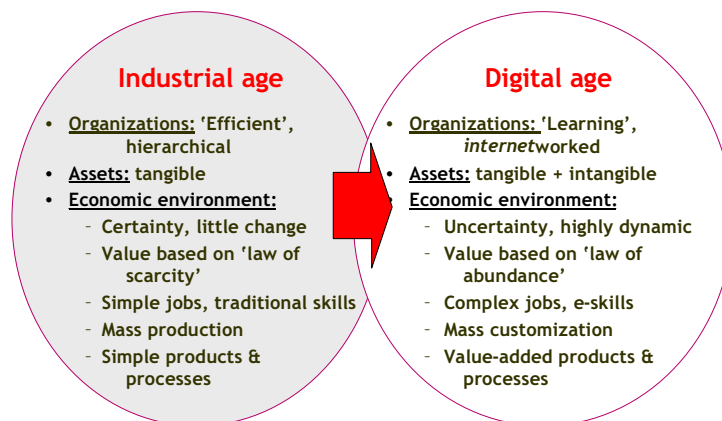 Industrial age
• Organizations: ‘Efficient’,
hierarchical
• Assets: tangible
• Economic environment:
– Certainty, little change
– Value based on ‘law of
scarcity’
– Simple jobs, traditional skills
– Mass production
– Simple products &
processes
Digital age
• Organizations: ‘Learning’,
internetworked
• Assets: tangible + intangible
• Economic environment:
– Uncertainty, highly dynamic
– Value based on ‘law of
abundance’
– Complex jobs, e-skills
– Mass customization
– Value-added products &
processes